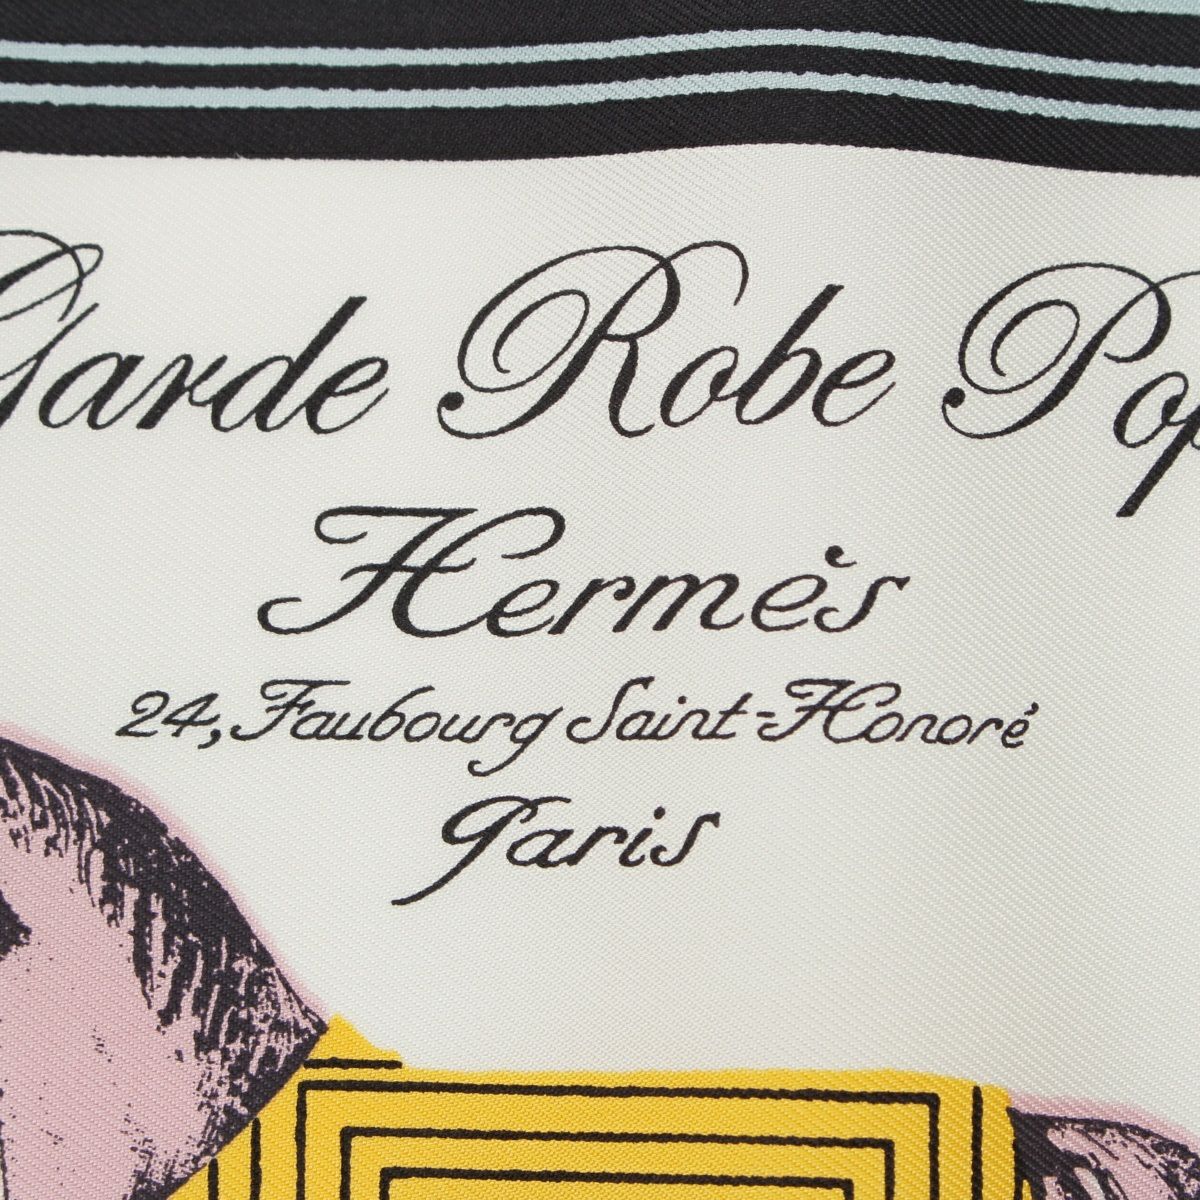 Garde Robe Pop
Hermès
24, Faubourg Saint-Honoré
Paris